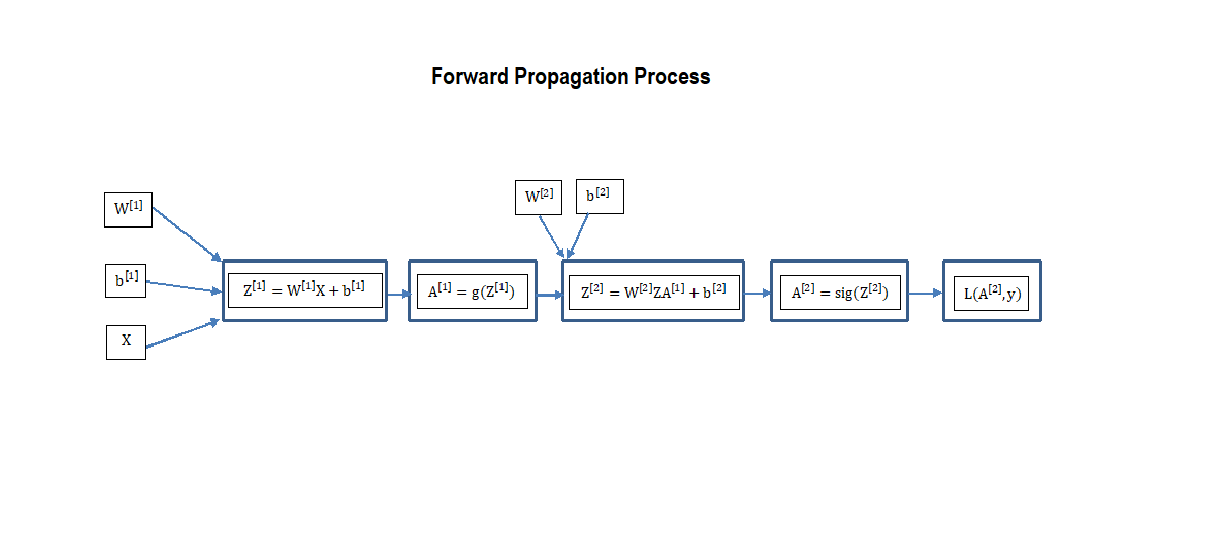 Forward Propagation Process
W[1]
b[1]
X
Z[1] = W[1]X + b[1]
A[1] = g(Z[1])
W[2]
b[2]
Z[2] = W[2]ZA[1] + b[2]
A[2] = sig(Z[2])
L(A[2], y)